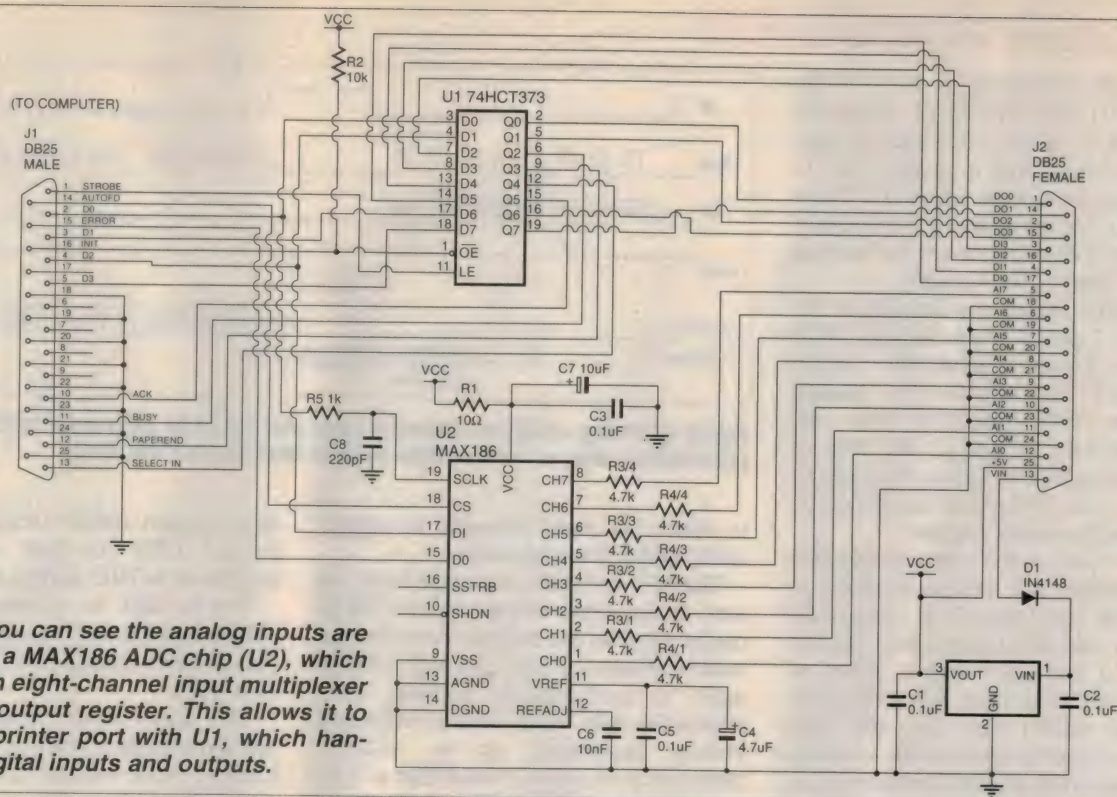 VCC
R2
10k
(TO COMPUTER)
J1
DB25
MALE
1 STROBE
14 AUTOFD
2 D0
15 ERROR
3 D1
16 INIT
4 D2
17
5 D3
18
6
19
7
20
8
21
9
22
10 ACK
23
11 BUSY
24
12 PAPEREND
25
13 SELECT IN
U1 74HCT373
3 D0 Q0 2
4 D1 Q1 5
7 D2 Q2 6
8 D3 Q3 9
13 D4 Q4 12
14 D5 Q5 15
17 D6 Q6 16
18 D7 Q7 19
1 OE
11 LE
J2
DB25
FEMALE
DO0 1
DO1 14
DO2 2
DO3 15
DI3 3
DI2 16
DI1 4
DI0 17
AI7 5
COM 18
AI6 6
COM 19
AI5 7
COM 20
AI4 8
COM 21
AI3 9
COM 22
AI2 10
COM 23
AI1 11
COM 24
AI0 12
+5V 25
VIN 13
R5 1k
C8
220pF
VCC
R1
10Ω
C7 10uF
+
C3
0.1uF
U2
MAX186
VCC
19 SCLK
18 CS
17 DI
15 D0
16 SSTRB
10 SHDN
9 VSS
13 AGND
14 DGND
CH7 8
CH6 7
CH5 6
CH4 5
CH3 4
CH2 3
CH1 2
CH0 1
VREF 11
REFADJ 12
R3/4
4.7k
R4/4
4.7k
R3/3
4.7k
R4/3
4.7k
R3/2
4.7k
R4/2
4.7k
R3/1
4.7k
R4/1
4.7k
C6
10nF
C5
0.1uF
+
C4
4.7uF
VCC
D1
IN4148
3 VOUT VIN 1
GND
2
C1
0.1uF
C2
0.1uF
ou can see the analog inputs are
a MAX186 ADC chip (U2), which
n eight-channel input multiplexer
output register. This allows it to
printer port with U1, which han-
gital inputs and outputs.